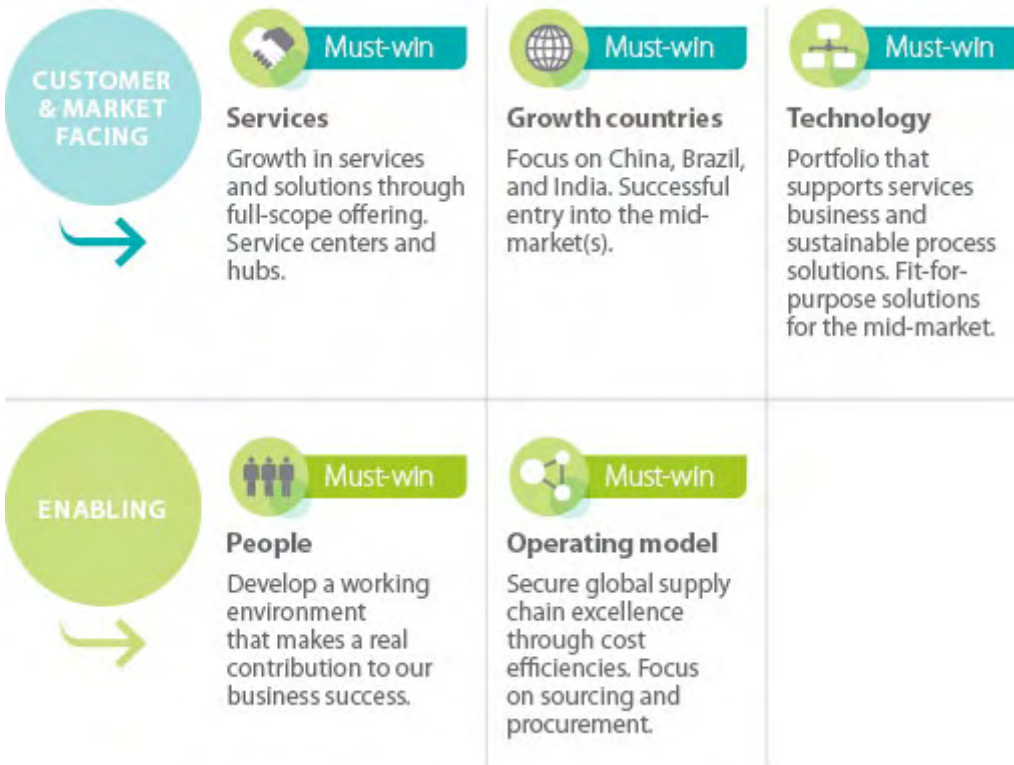 CUSTOMER
& MARKET
FACING
Must-win
Services
Growth in services
and solutions through
full-scope offering.
Service centers and
hubs.
Must-win
Growth countries
Focus on China, Brazil,
and India. Successful
entry into the mid-
market(s).
Must-win
Technology
Portfolio that
supports services
business and
sustainable process
solutions. Fit-for-
purpose solutions
for the mid-market.
ENABLING
Must-win
People
Develop a working
environment
that makes a real
contribution to our
business success.
Must-win
Operating model
Secure global supply
chain excellence
through cost
efficiencies. Focus
on sourcing and
procurement.